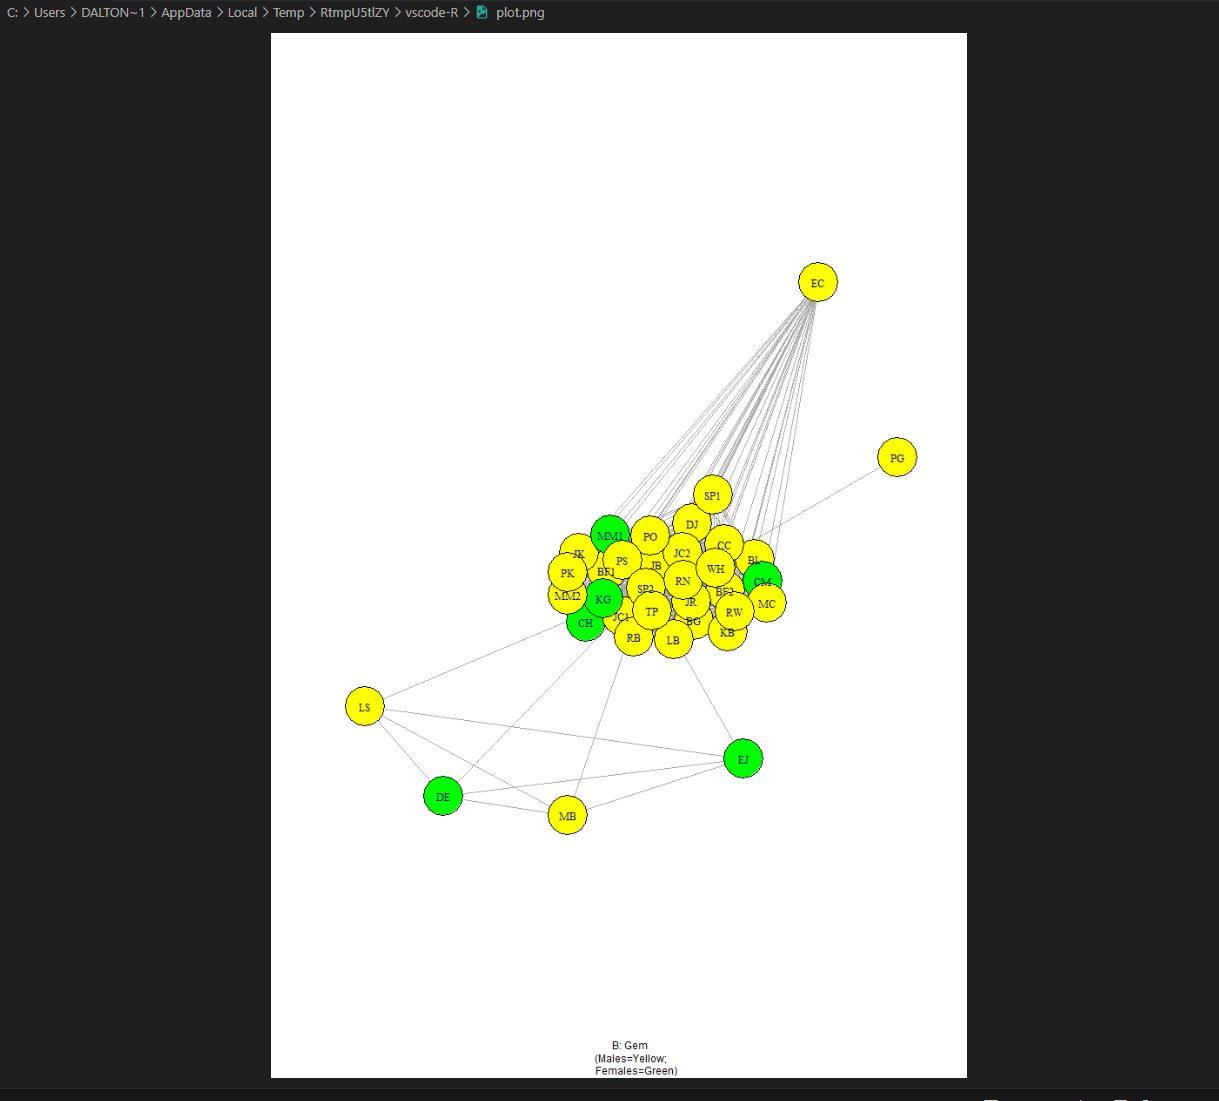 C: > Users > DALTON~1 > AppData > Local > Temp > RtmpU5tlZY > vscode-R > plot.png
EC
PG
SP1
DJ
MM1 PO
CC
JK PS JC2 BL
JB
WH
PK BF1
RN CM
SP2 BF2
MM2 KG JR MC
TP RW
JC1
CH BG
RB LB KB
LS
EJ
DE
MB
B: Gem
(Males=Yellow;
Females=Green)